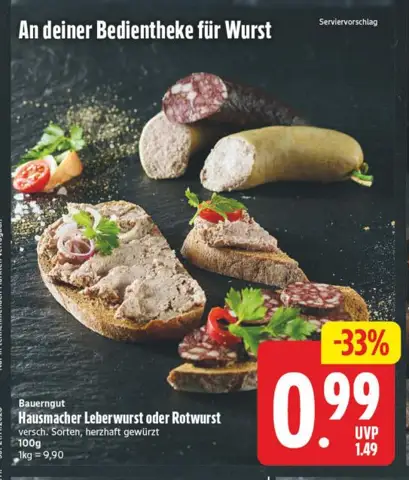 An deiner Bedientheke für Wurst
Serviervorschlag
-33%
Bauerngut
Hausmacher Leberwurst oder Rotwurst
versch. Sorten, herzhaft gewürzt
100g
1kg = 9,90
0.99
UVP
1.49